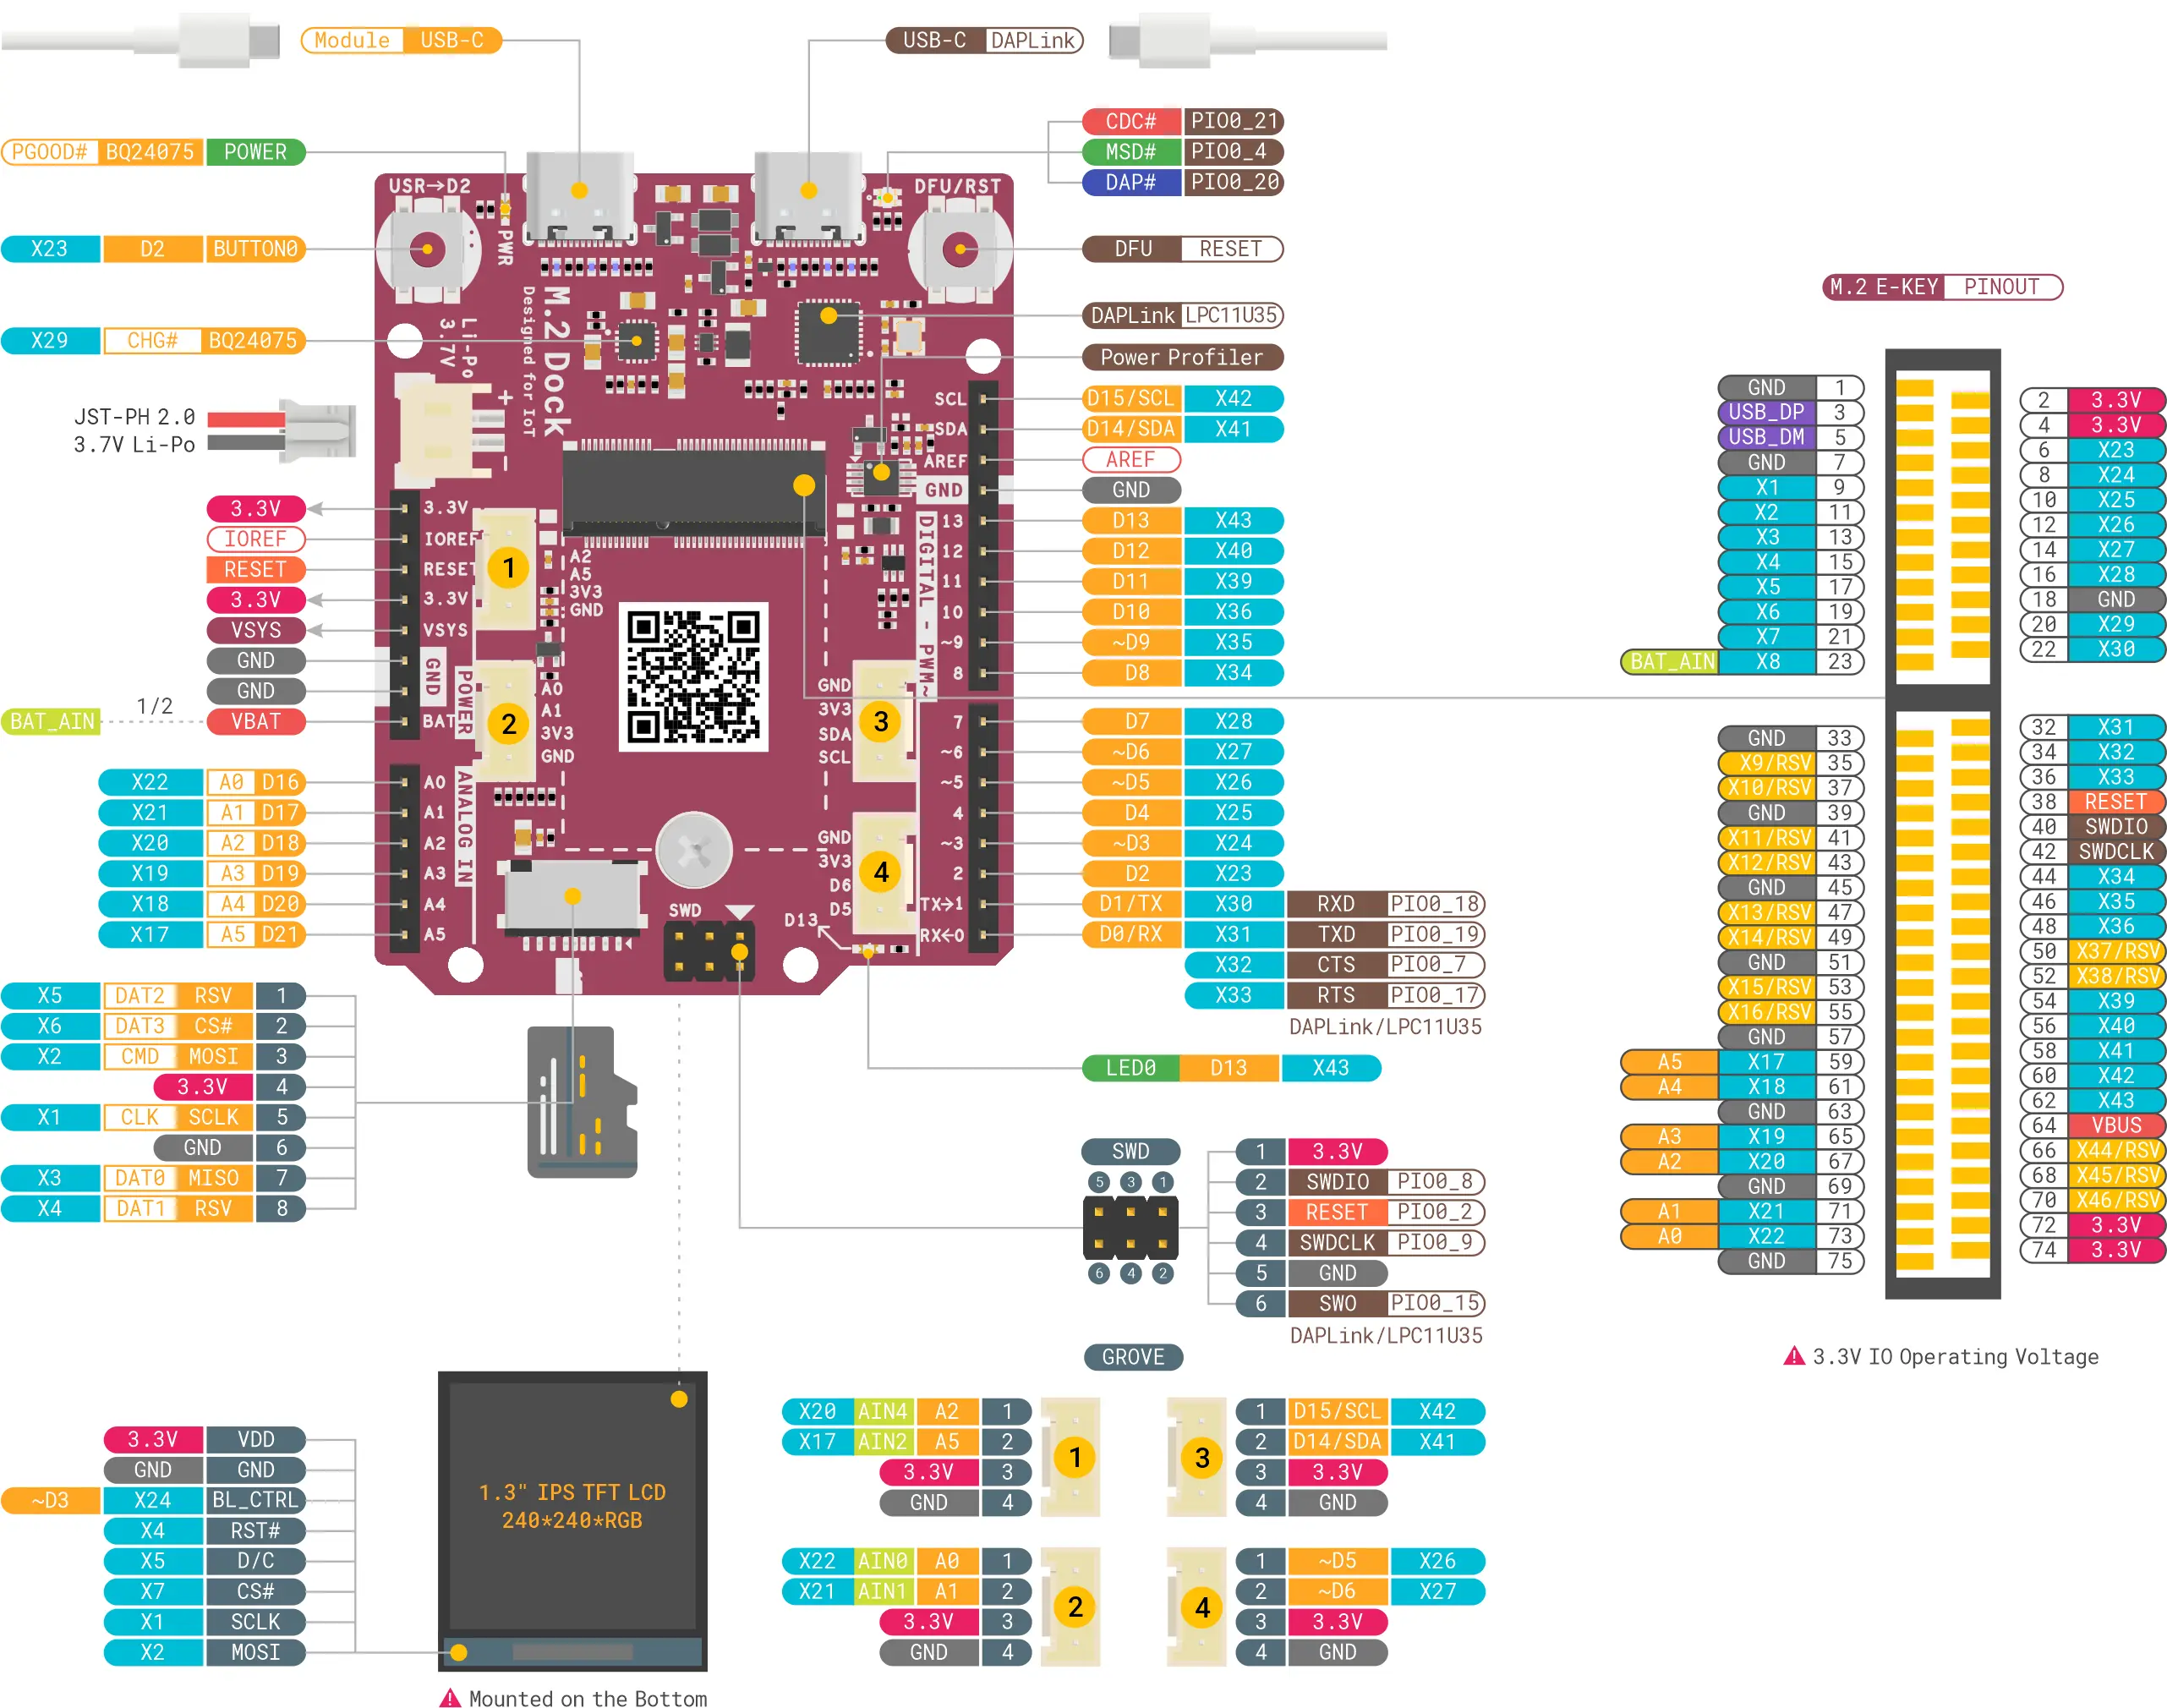 Module USB-C
USB-C DAPLink
PGOOD# BQ24075 POWER
CDC# PIO0_21
MSD# PIO0_4
DAP# PIO0_20
X23 D2 BUTTON0
DFU RESET
X29 CHG# BQ24075
DAPLink LPC11U35
Power Profiler
JST-PH 2.0
3.7V Li-Po
3.3V
IOREF
RESET
3.3V
VSYS
GND
GND
BAT_AIN 1/2 VBAT
X22 A0 D16
X21 A1 D17
X20 A2 D18
X19 A3 D19
X18 A4 D20
X17 A5 D21
USR→D2
PWR
DFU/RST
Li-Po
3.7V
M.2 Dock
Designed for IoT
+
-
3.3V
IOREF
RESET
3.3V
VSYS
GND
BAT
POWER
A0
A1
A2
A3
A4
A5
ANALOG IN
1
A2
A5
3V3
GND
2
A0
A1
3V3
GND
3
GND
3V3
SDA
SCL
4
GND
3V3
D6
D5
SWD
D13
SCL
SDA
AREF
GND
13
12
11
10
~9
8
7
~6
~5
4
~3
2
TX→1
RX←0
DIGITAL - PWM~
D15/SCL X42
D14/SDA X41
AREF
GND
D13 X43
D12 X40
D11 X39
D10 X36
~D9 X35
D8 X34
D7 X28
~D6 X27
~D5 X26
D4 X25
~D3 X24
D2 X23
D1/TX X30 RXD PIO0_18
D0/RX X31 TXD PIO0_19
X32 CTS PIO0_7
X33 RTS PIO0_17
DAPLink/LPC11U35
LED0 D13 X43
X5 DAT2 RSV 1
X6 DAT3 CS# 2
X2 CMD MOSI 3
3.3V 4
X1 CLK SCLK 5
GND 6
X3 DAT0 MISO 7
X4 DAT1 RSV 8
SWD
5 3 1
6 4 2
1 3.3V
2 SWDIO PIO0_8
3 RESET PIO0_2
4 SWDCLK PIO0_9
5 GND
6 SWO PIO0_15
DAPLink/LPC11U35
3.3V VDD
GND GND
~D3 X24 BL_CTRL
X4 RST#
X5 D/C
X7 CS#
X1 SCLK
X2 MOSI
1.3" IPS TFT LCD
240*240*RGB
Mounted on the Bottom
GROVE
X20 AIN4 A2 1
X17 AIN2 A5 2
3.3V 3
GND 4
1
3
1 D15/SCL X42
2 D14/SDA X41
3 3.3V
4 GND
X22 AIN0 A0 1
X21 AIN1 A1 2
3.3V 3
GND 4
2
4
1 ~D5 X26
2 ~D6 X27
3 3.3V
4 GND
M.2 E-KEY PINOUT
GND 1
USB_DP 3
USB_DM 5
GND 7
X1 9
X2 11
X3 13
X4 15
X5 17
X6 19
X7 21
BAT_AIN X8 23
GND 33
X9/RSV 35
X10/RSV 37
GND 39
X11/RSV 41
X12/RSV 43
GND 45
X13/RSV 47
X14/RSV 49
GND 51
X15/RSV 53
X16/RSV 55
GND 57
A5 X17 59
A4 X18 61
GND 63
A3 X19 65
A2 X20 67
GND 69
A1 X21 71
A0 X22 73
GND 75
2 3.3V
4 3.3V
6 X23
8 X24
10 X25
12 X26
14 X27
16 X28
18 GND
20 X29
22 X30
32 X31
34 X32
36 X33
38 RESET
40 SWDIO
42 SWDCLK
44 X34
46 X35
48 X36
50 X37/RSV
52 X38/RSV
54 X39
56 X40
58 X41
60 X42
62 X43
64 VBUS
66 X44/RSV
68 X45/RSV
70 X46/RSV
72 3.3V
74 3.3V
3.3V IO Operating Voltage